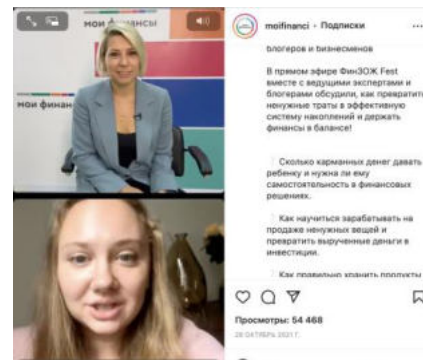 мои финансы
мои финан
moifinanci • Подписки
блогеров и бизнесменов
В прямом эфире ФинЗОЖ Fest
вместе с ведущими экспертами и
блогерами обсудили, как превратить
ненужные траты в эффективную
систему накоплений и держать
финансы в балансе!
Сколько карманных денег давать
ребенку и нужна ли ему
самостоятельность в финансовых
решениях.
Как научиться зарабатывать на
продаже ненужных вещей и
превратить вырученные деньги в
инвестиции.
Как правильно хранить продукты
Просмотры: 54 468
28 ОКТЯБРЬ 2021 Г.